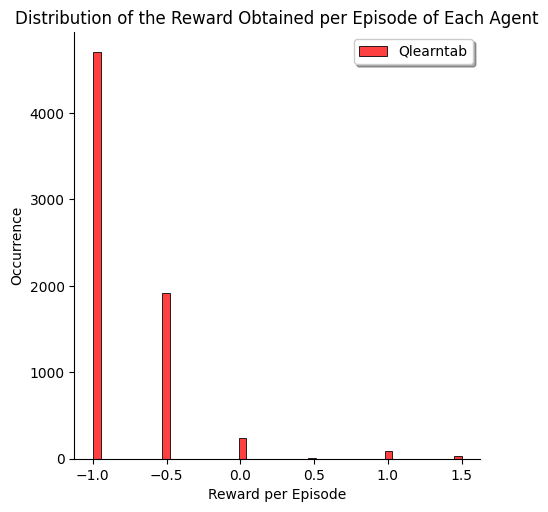 Distribution of the Reward Obtained per Episode of Each Agent
Qlearntab
Occurrence
4000
3000
2000
1000
0
−1.0 −0.5 0.0 0.5 1.0 1.5
Reward per Episode